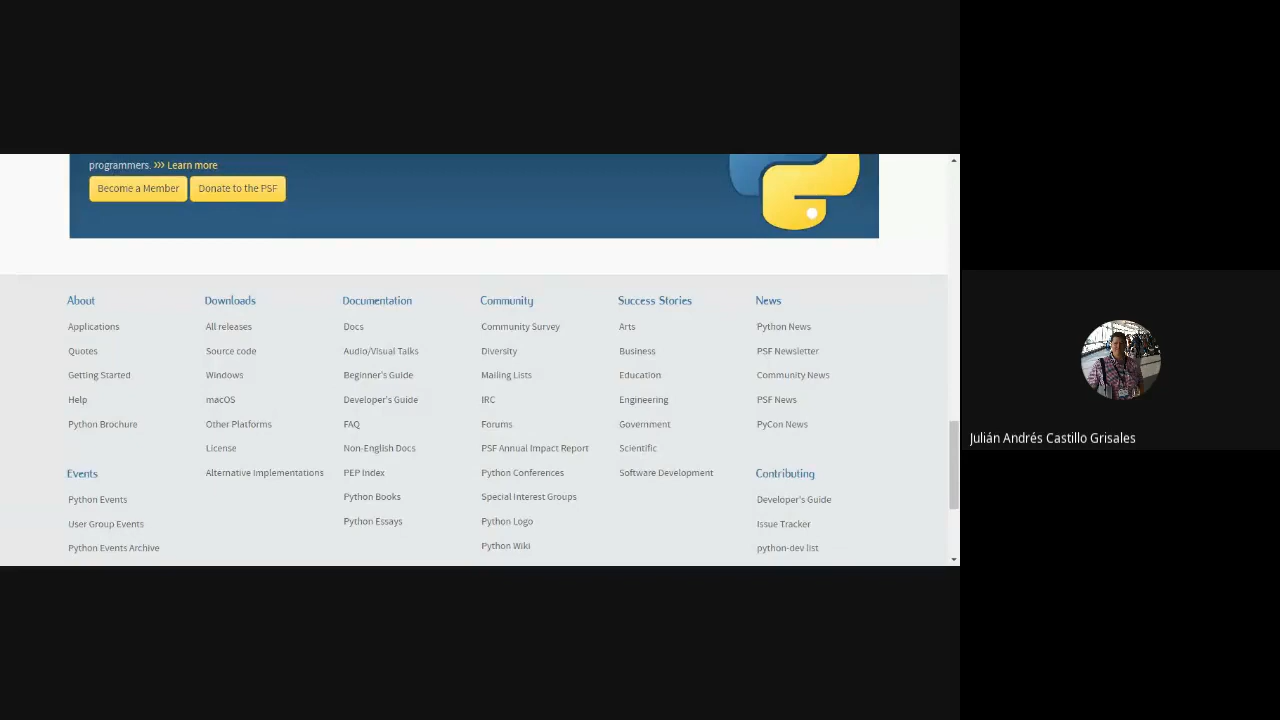 programmers. >>> Learn more
Become a Member Donate to the PSF
About
Applications
Quotes
Getting Started
Help
Python Brochure
Events
Python Events
User Group Events
Python Events Archive
Downloads
All releases
Source code
Windows
macOS
Other Platforms
License
Alternative Implementations
Documentation
Docs
Audio/Visual Talks
Beginner's Guide
Developer's Guide
FAQ
Non-English Docs
PEP Index
Python Books
Python Essays
Community
Community Survey
Diversity
Mailing Lists
IRC
Forums
PSF Annual Impact Report
Python Conferences
Special Interest Groups
Python Logo
Python Wiki
Success Stories
Arts
Business
Education
Engineering
Government
Scientific
Software Development
News
Python News
PSF Newsletter
Community News
PSF News
PyCon News
Contributing
Developer's Guide
Issue Tracker
python-dev list
Julián Andrés Castillo Grisales